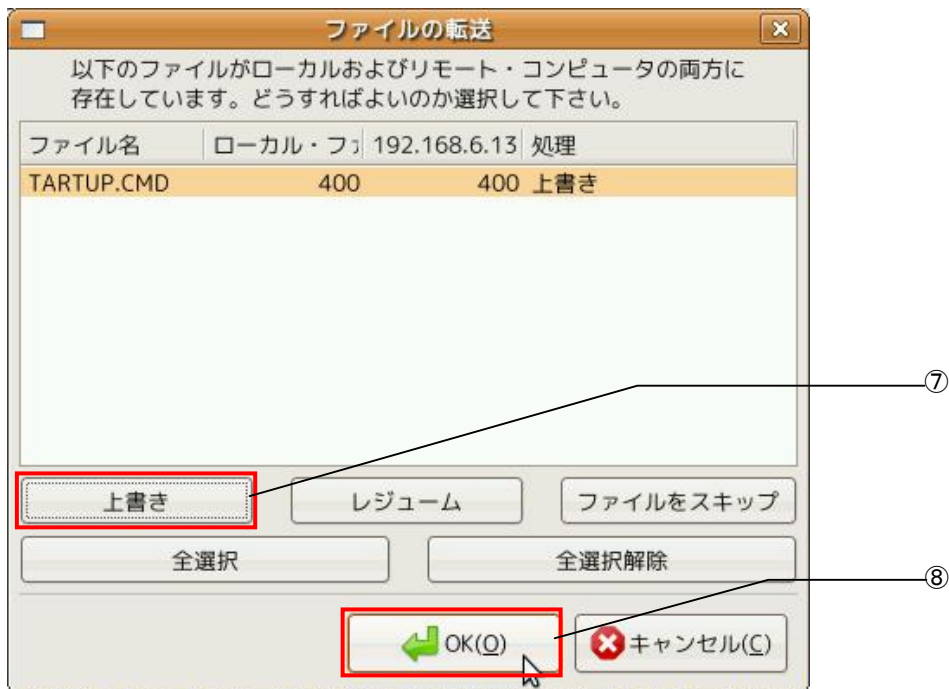 ファイルの転送
以下のファイルがローカルおよびリモート・コンピュータの両方に
存在しています。どうすればよいのか選択して下さい。
ファイル名 ローカル・ファ 192.168.6.13 処理
TARTUP.CMD 400 400 上書き
⑦
上書き レジューム ファイルをスキップ
全選択 全選択解除
⑧
OK(O) キャンセル(C)